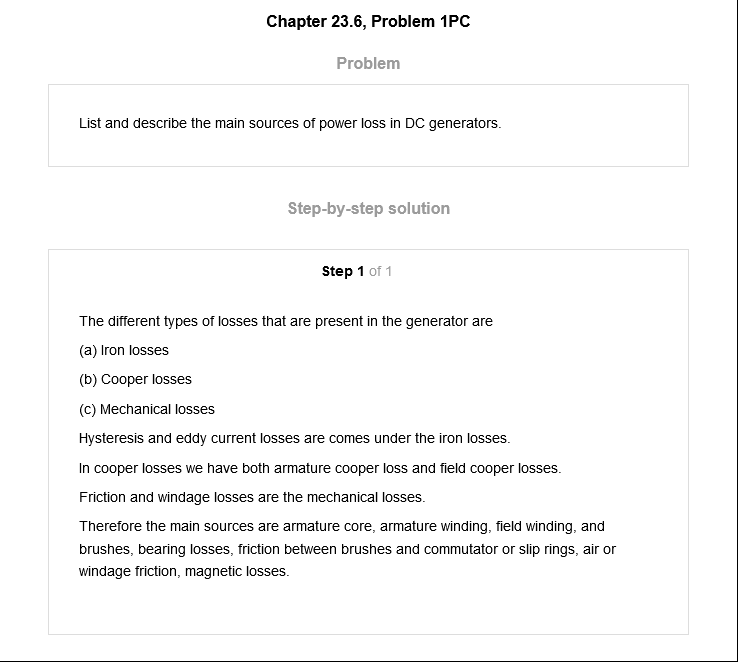 Chapter 23.6, Problem 1PC
Problem
List and describe the main sources of power loss in DC generators.
Step-by-step solution
Step 1 of 1
The different types of losses that are present in the generator are
(a) Iron losses
(b) Cooper losses
(c) Mechanical losses
Hysteresis and eddy current losses are comes under the iron losses.
In cooper losses we have both armature cooper loss and field cooper losses.
Friction and windage losses are the mechanical losses.
Therefore the main sources are armature core, armature winding, field winding, and
brushes, bearing losses, friction between brushes and commutator or slip rings, air or
windage friction, magnetic losses.